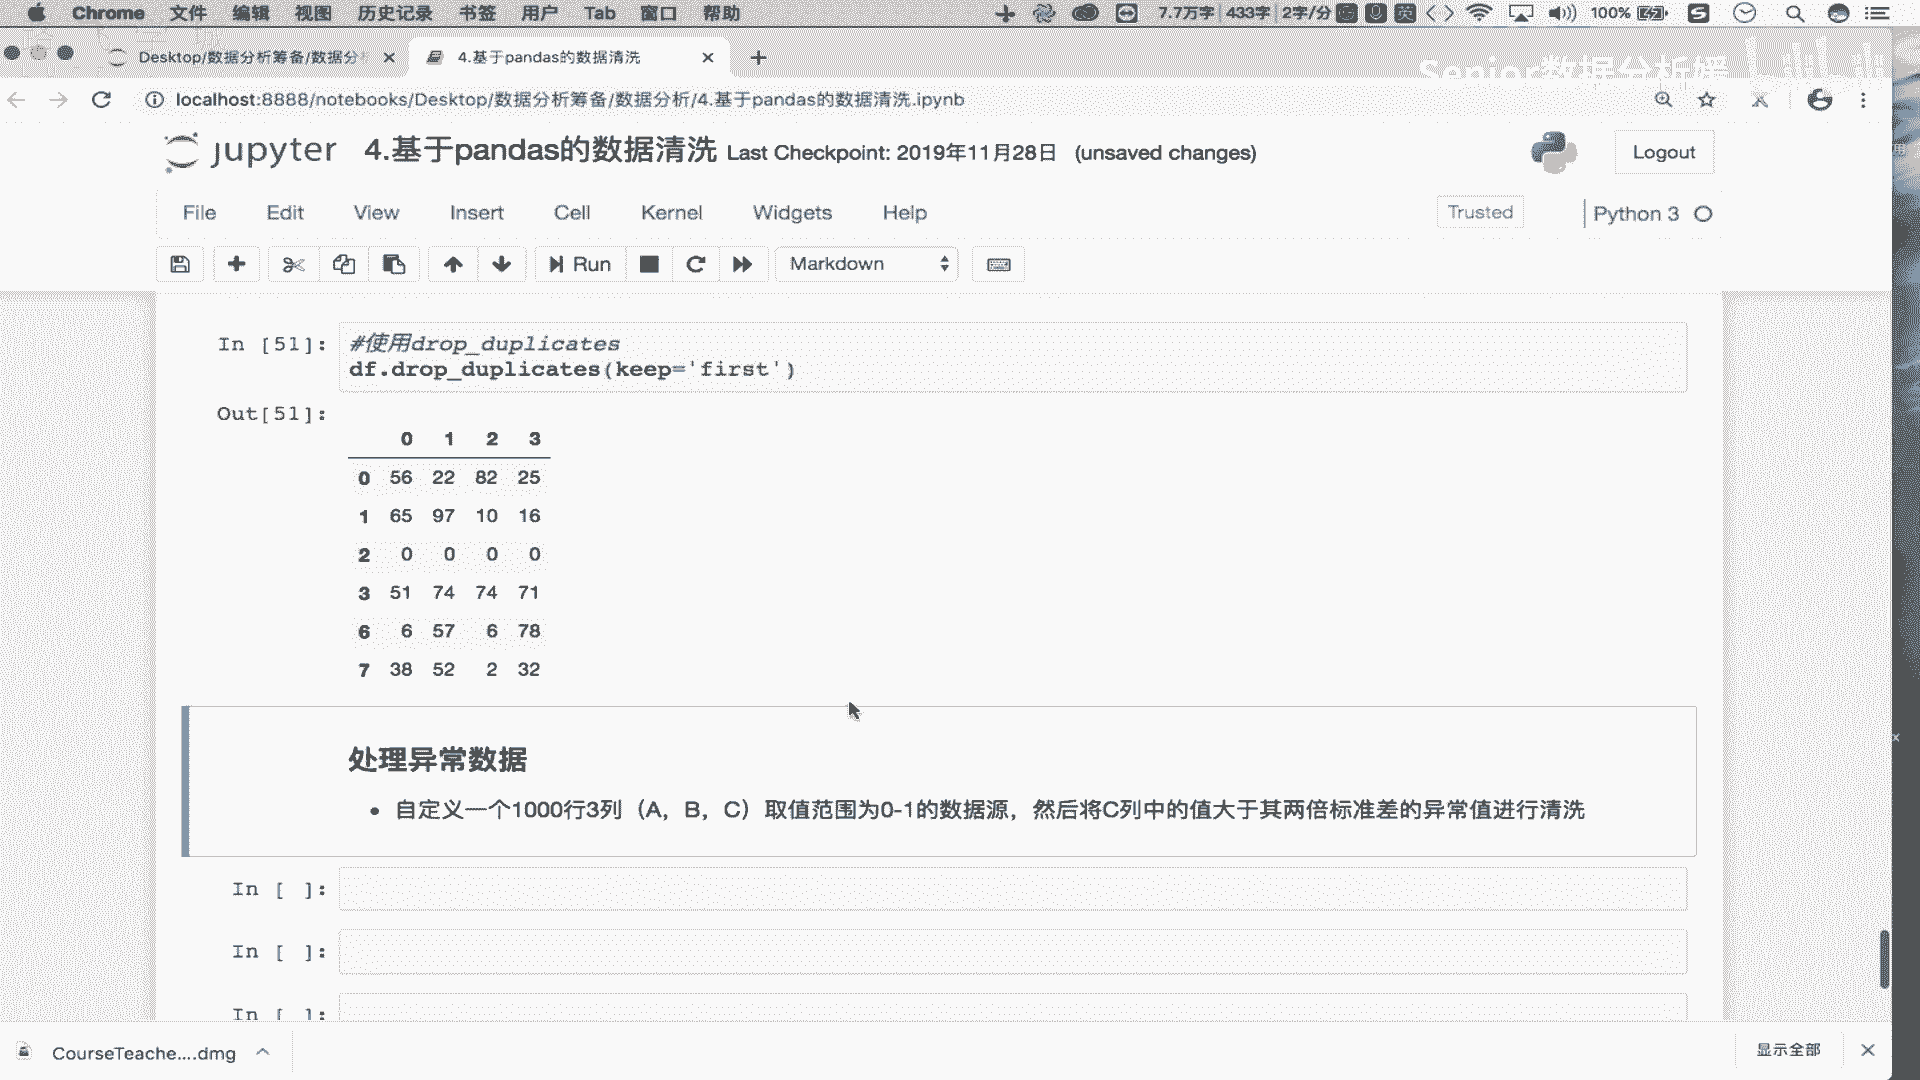 Chrome 文件 编辑 视图 历史记录 书签 用户 Tab 窗口 帮助 7.7万字 433字 2字/分 英 100%
Desktop/数据分析筹备/数据分 4.基于pandas的数据清洗
Senior数据分析媛 bilibili
localhost:8888/notebooks/Desktop/数据分析筹备/数据分析/4.基于pandas的数据清洗.ipynb
jupyter 4.基于pandas的数据清洗 Last Checkpoint: 2019年11月28日 (unsaved changes) Logout
File Edit View Insert Cell Kernel Widgets Help Trusted Python 3
Run Markdown
In [51]: #使用drop_duplicates
df.drop_duplicates(keep='first')
Out[51]:
0 1 2 3
0 56 22 82 25
1 65 97 10 16
2 0 0 0 0
3 51 74 74 71
6 6 57 6 78
7 38 52 2 32
处理异常数据
• 自定义一个1000行3列（A，B，C）取值范围为0-1的数据源，然后将C列中的值大于其两倍标准差的异常值进行清洗
In [ ]:
In [ ]:
In [ ]:
CourseTeache....dmg 显示全部